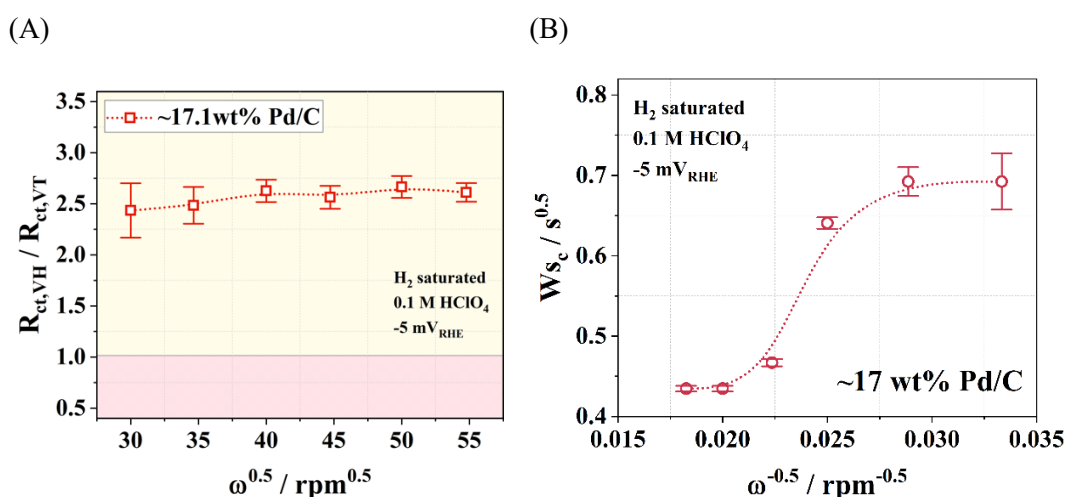 (A)
(B)
3.5
3.0
2.5
2.0
1.5
1.0
0.5
R_ct,VH / R_ct,VT
~17.1wt% Pd/C
H₂ saturated
0.1 M HClO₄
-5 mV_RHE
30 35 40 45 50 55
ω^0.5 / rpm^0.5
0.8
0.7
0.6
0.5
0.4
Ws_c / s^0.5
H₂ saturated
0.1 M HClO₄
-5 mV_RHE
~17 wt% Pd/C
0.015 0.020 0.025 0.030 0.035
ω^-0.5 / rpm^-0.5